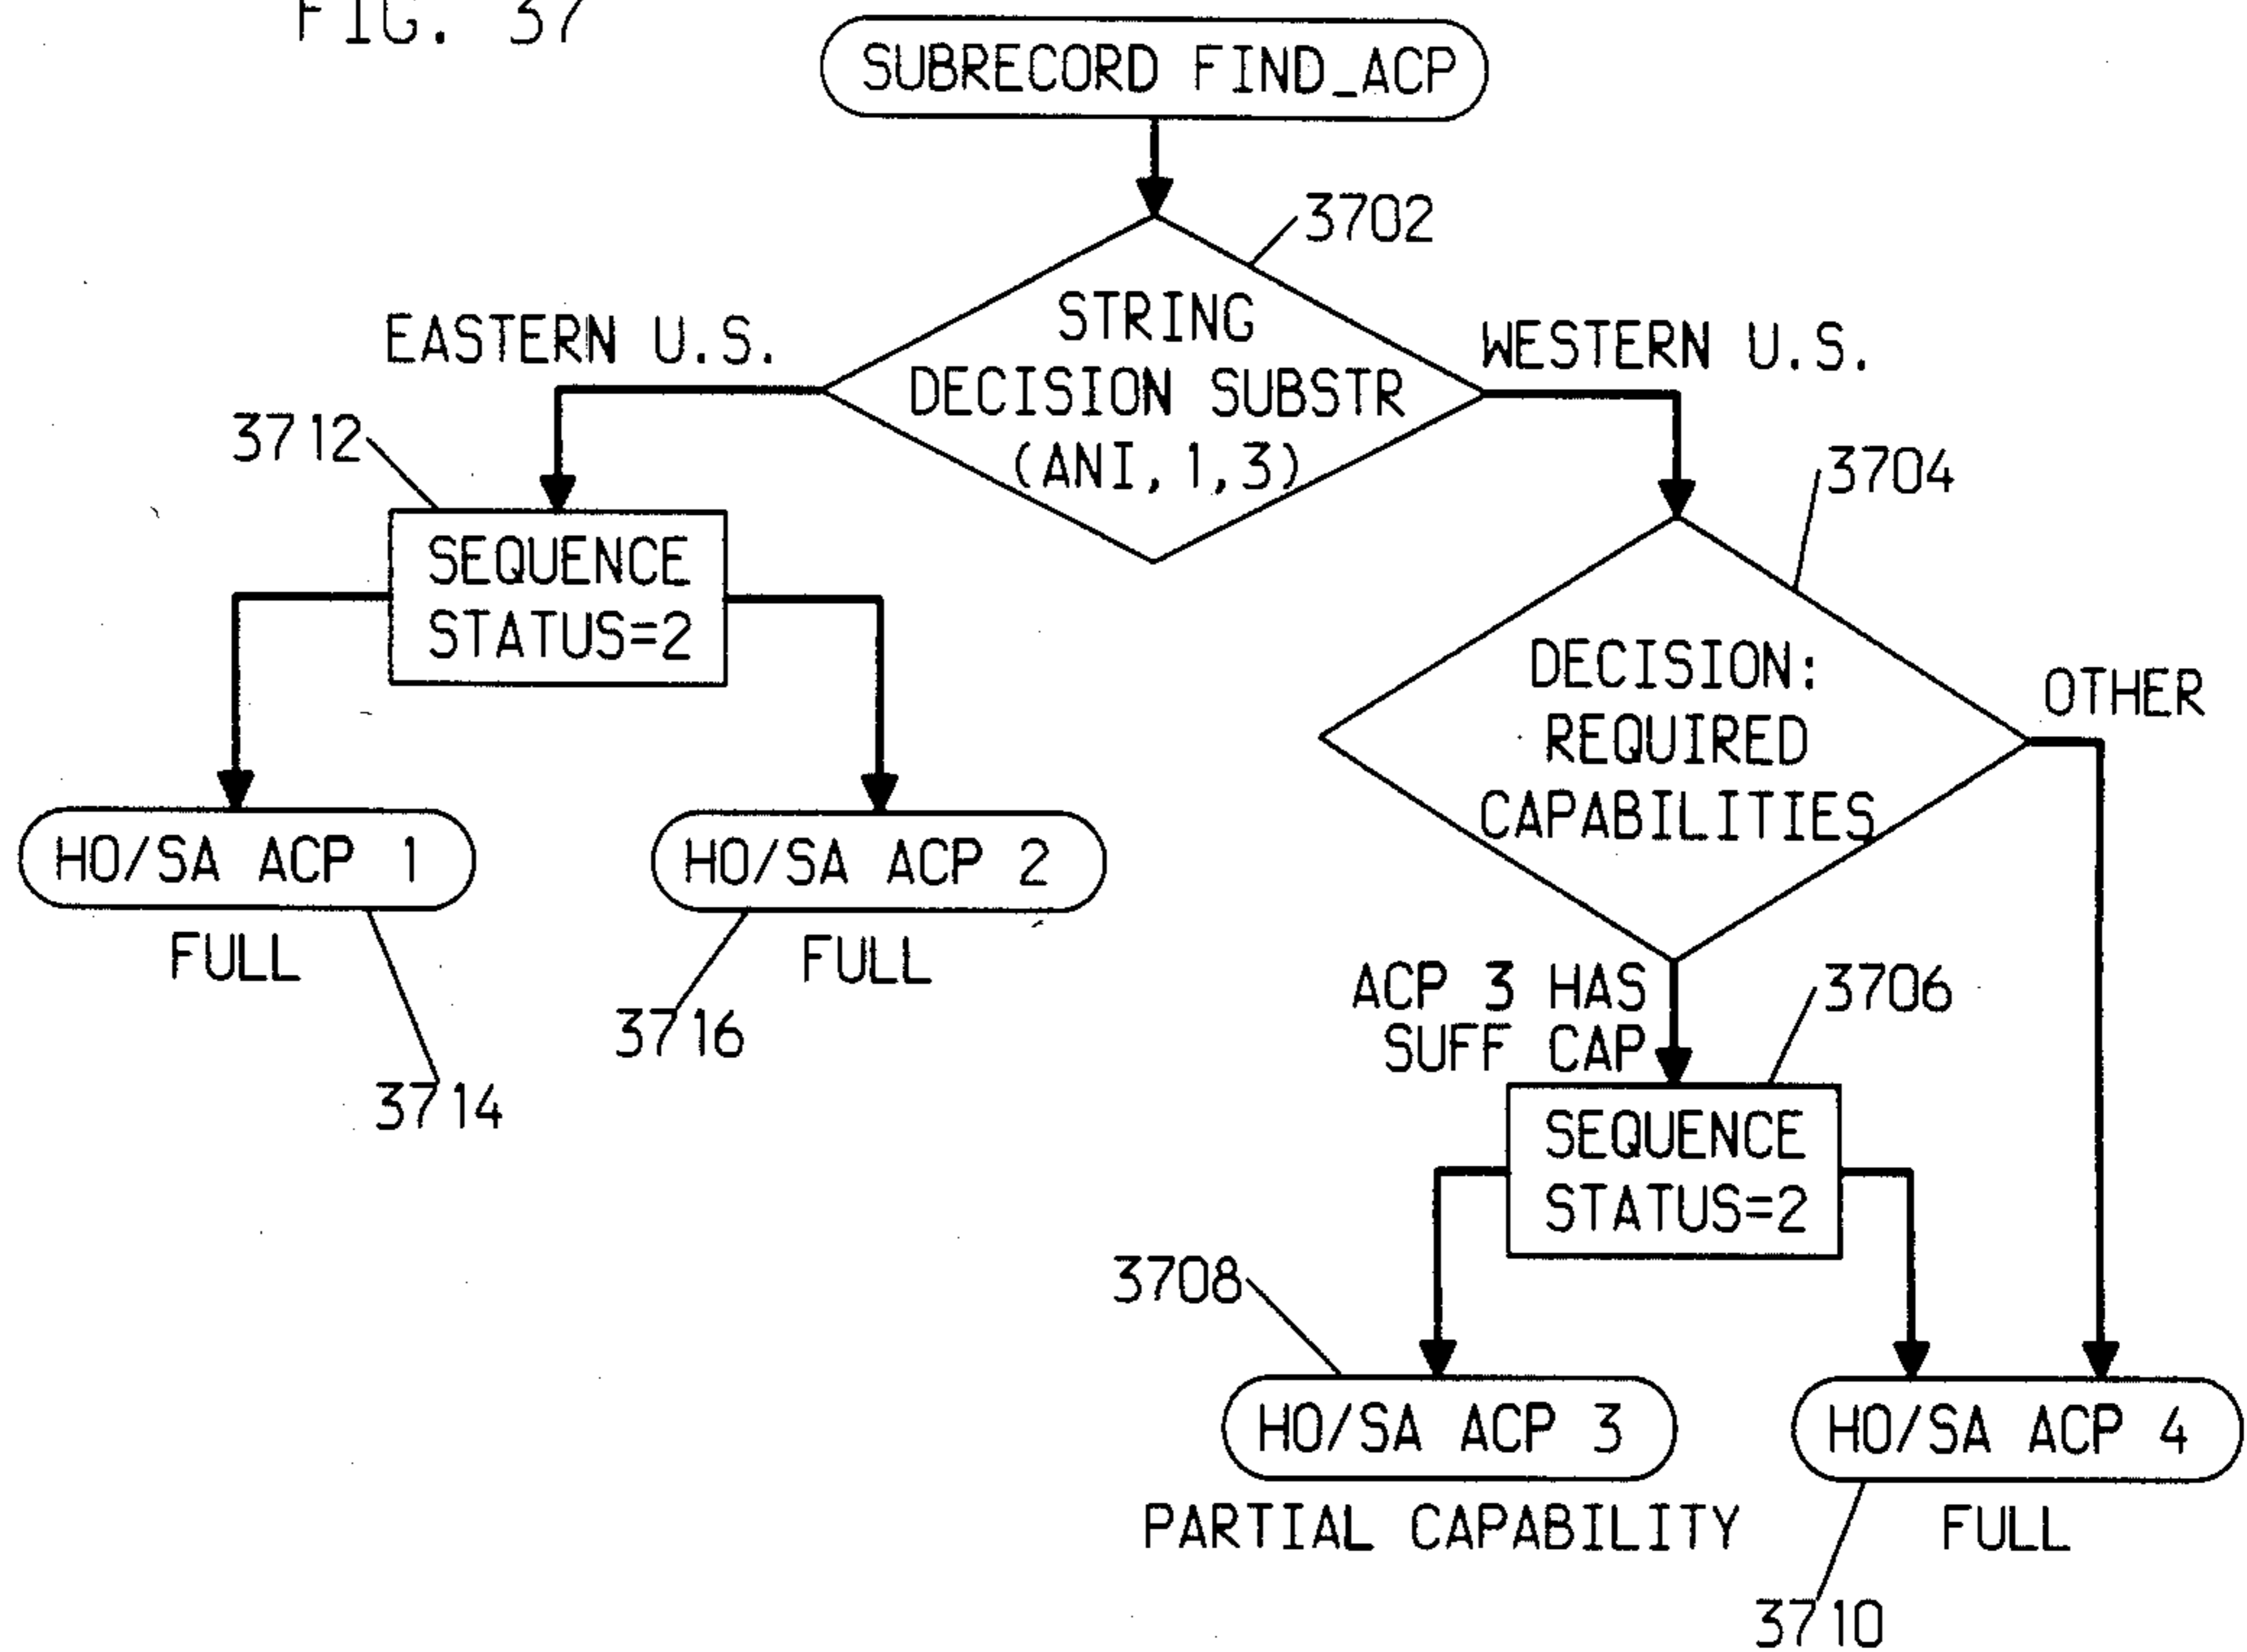 FIG. 37
SUBRECORD FIND_ACP
3702
STRING
DECISION SUBSTR
(ANI,1,3)
EASTERN U.S.
WESTERN U.S.
3712
SEQUENCE
STATUS=2
3704
DECISION:
REQUIRED
CAPABILITIES
OTHER
HO/SA ACP 1
FULL
3714
HO/SA ACP 2
FULL
3716
ACP 3 HAS
SUFF CAP
3706
SEQUENCE
STATUS=2
3708
HO/SA ACP 3
PARTIAL CAPABILITY
HO/SA ACP 4
FULL
3710